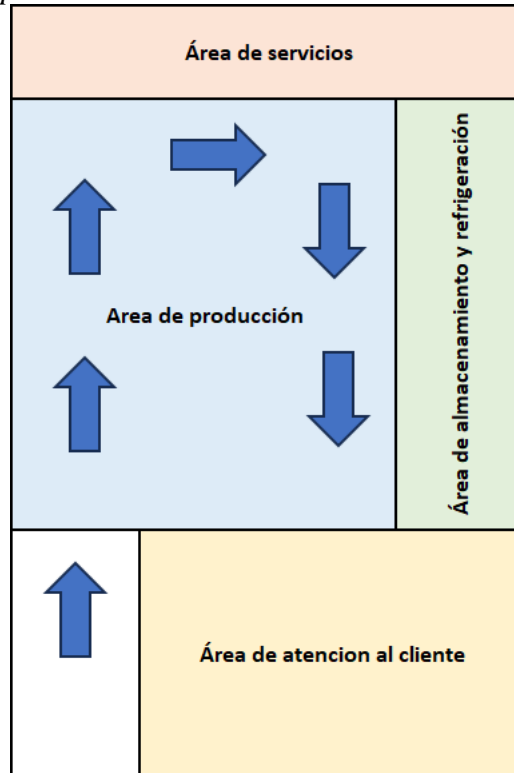 Área de servicios
Area de producción
Área de almacenamiento y refrigeración
Área de atencion al cliente